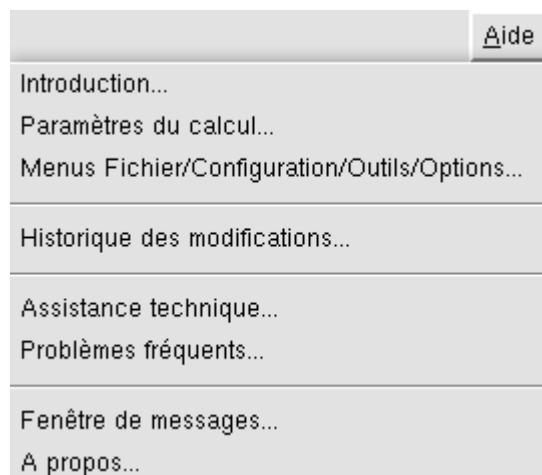 Aide
Introduction...
Paramètres du calcul...
Menus Fichier/Configuration/Outils/Options...
Historique des modifications...
Assistance technique...
Problèmes fréquents...
Fenêtre de messages...
A propos...